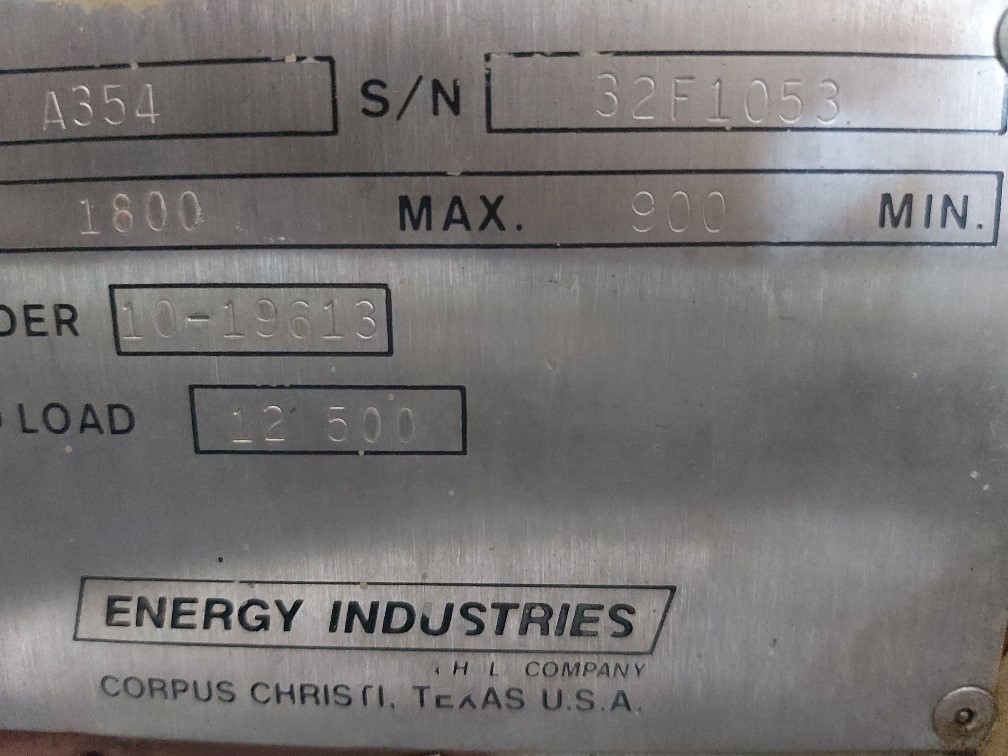 A354 S/N 32F1053
1800 MAX. 900 MIN.
DER 10-19613
LOAD 12 500
ENERGY INDUSTRIES
H L COMPANY
CORPUS CHRISTI, TEXAS U.S.A.